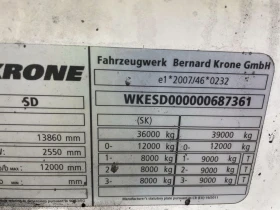 KRONE
Fahrzeugwerk Bernard Krone GmbH
e1*2007/46*0232
SD
WKESD000000687361
(SK)
13860 mm
36000 kg 39000 kg
2550 mm
0- 12000 kg 0- 12000 kg
12000 mm
1- 8000 kg 1- 9000 kg T
mm
2- 8000 kg 2- 9000 kg T
3- 8000 kg 3- 9000 kg T